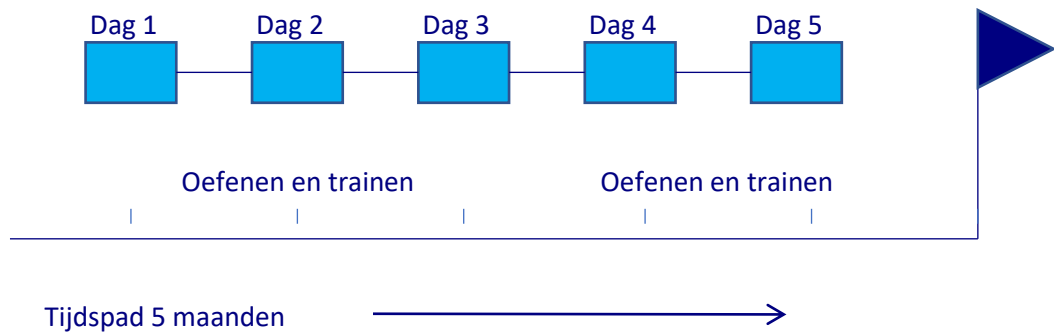 Dag 1 Dag 2 Dag 3 Dag 4 Dag 5
Oefenen en trainen Oefenen en trainen
Tijdspad 5 maanden